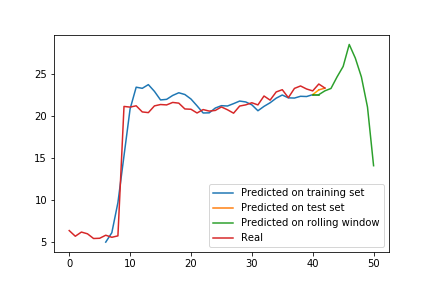 25
20
15
10
5
0
10
20
30
40
50
Predicted on training set
Predicted on test set
Predicted on rolling window
Real